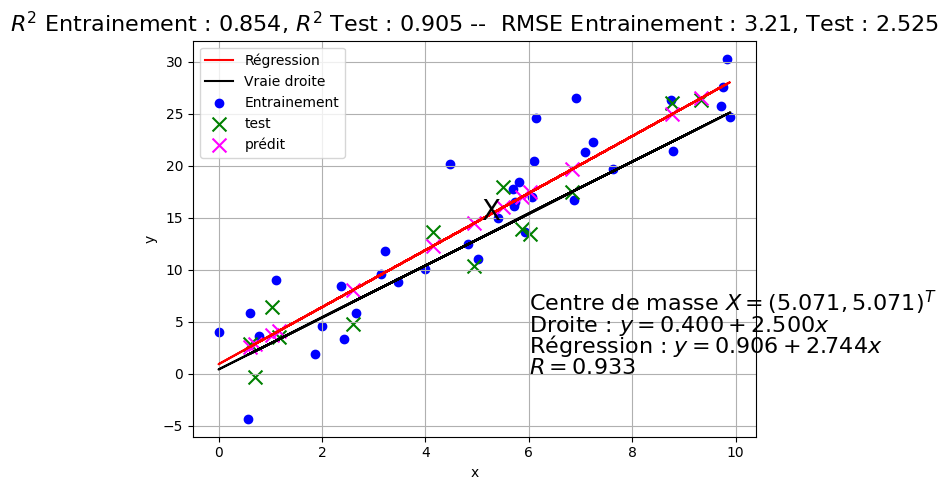 R² Entrainement : 0.854, R² Test : 0.905 -- RMSE Entrainement : 3.21, Test : 2.525
Régression
Vraie droite
Entrainement
test
prédit
30
25
20
15
10
5
0
−5
y
X
Centre de masse X = (5.071, 5.071)ᵀ
Droite : y = 0.400 + 2.500x
Régression : y = 0.906 + 2.744x
R = 0.933
0 2 4 6 8 10
x